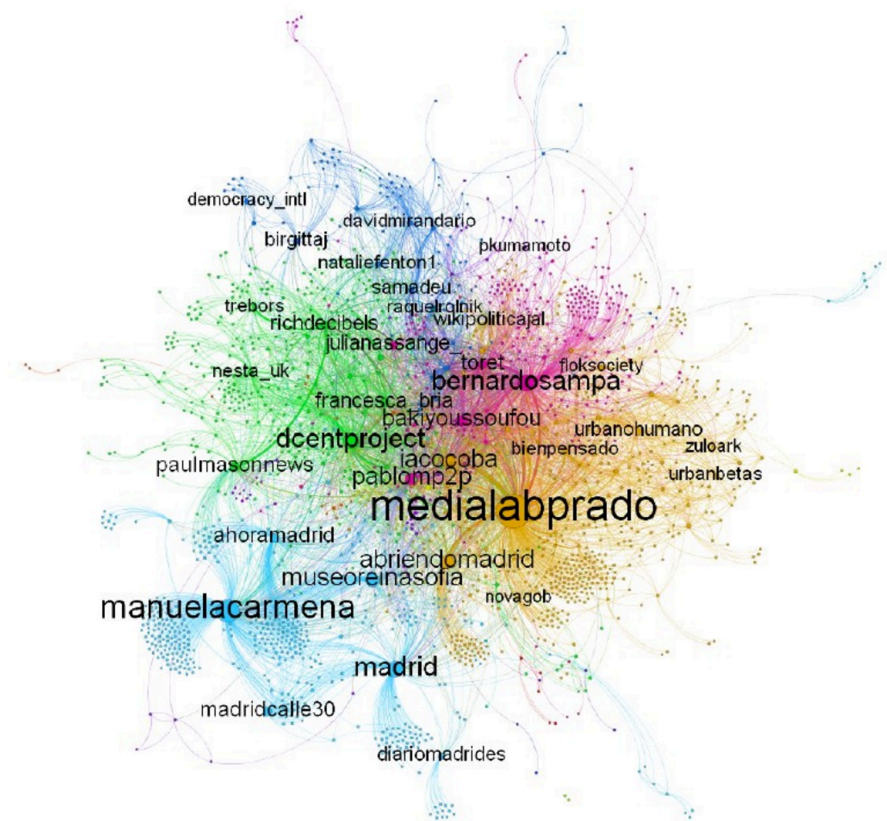 democracy_intl
davidmirandario
birgittaj
pkumamoto
nataliefenton1
samadeu
trebors
raquelrolnik
richdecibels
wikipoliticajal
julianassange_
toret
floksociety
nesta_uk
bernardosampa
francesca_bria
bakiyoussoufou
dcentproject
urbanohumano
bienpensado
zuloark
paulmasonnews
lacocoba
pablomp2p
urbanbetas
medialabprado
ahoramadrid
abriendomadrid
museoreinasofia
novagob
manuelacarmena
madrid
madridcalle30
diariomadrides